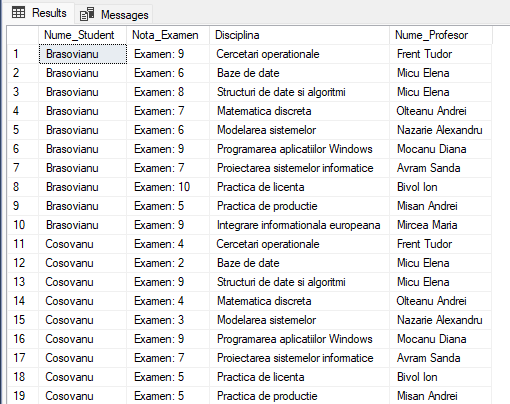 Results Messages
Nume_Student Nota_Examen Disciplina Nume_Profesor
1 Brasovianu Examen: 9 Cercetari operationale Frent Tudor
2 Brasovianu Examen: 6 Baze de date Micu Elena
3 Brasovianu Examen: 8 Structuri de date si algoritmi Micu Elena
4 Brasovianu Examen: 7 Matematica discreta Olteanu Andrei
5 Brasovianu Examen: 6 Modelarea sistemelor Nazarie Alexandru
6 Brasovianu Examen: 9 Programarea aplicatiilor Windows Mocanu Diana
7 Brasovianu Examen: 7 Proiectarea sistemelor informatice Avram Sanda
8 Brasovianu Examen: 10 Practica de licenta Bivol Ion
9 Brasovianu Examen: 5 Practica de productie Misan Andrei
10 Brasovianu Examen: 9 Integrare informationala europeana Mircea Maria
11 Cosovanu Examen: 4 Cercetari operationale Frent Tudor
12 Cosovanu Examen: 2 Baze de date Micu Elena
13 Cosovanu Examen: 9 Structuri de date si algoritmi Micu Elena
14 Cosovanu Examen: 4 Matematica discreta Olteanu Andrei
15 Cosovanu Examen: 3 Modelarea sistemelor Nazarie Alexandru
16 Cosovanu Examen: 9 Programarea aplicatiilor Windows Mocanu Diana
17 Cosovanu Examen: 7 Proiectarea sistemelor informatice Avram Sanda
18 Cosovanu Examen: 5 Practica de licenta Bivol Ion
19 Cosovanu Examen: 5 Practica de productie Misan Andrei